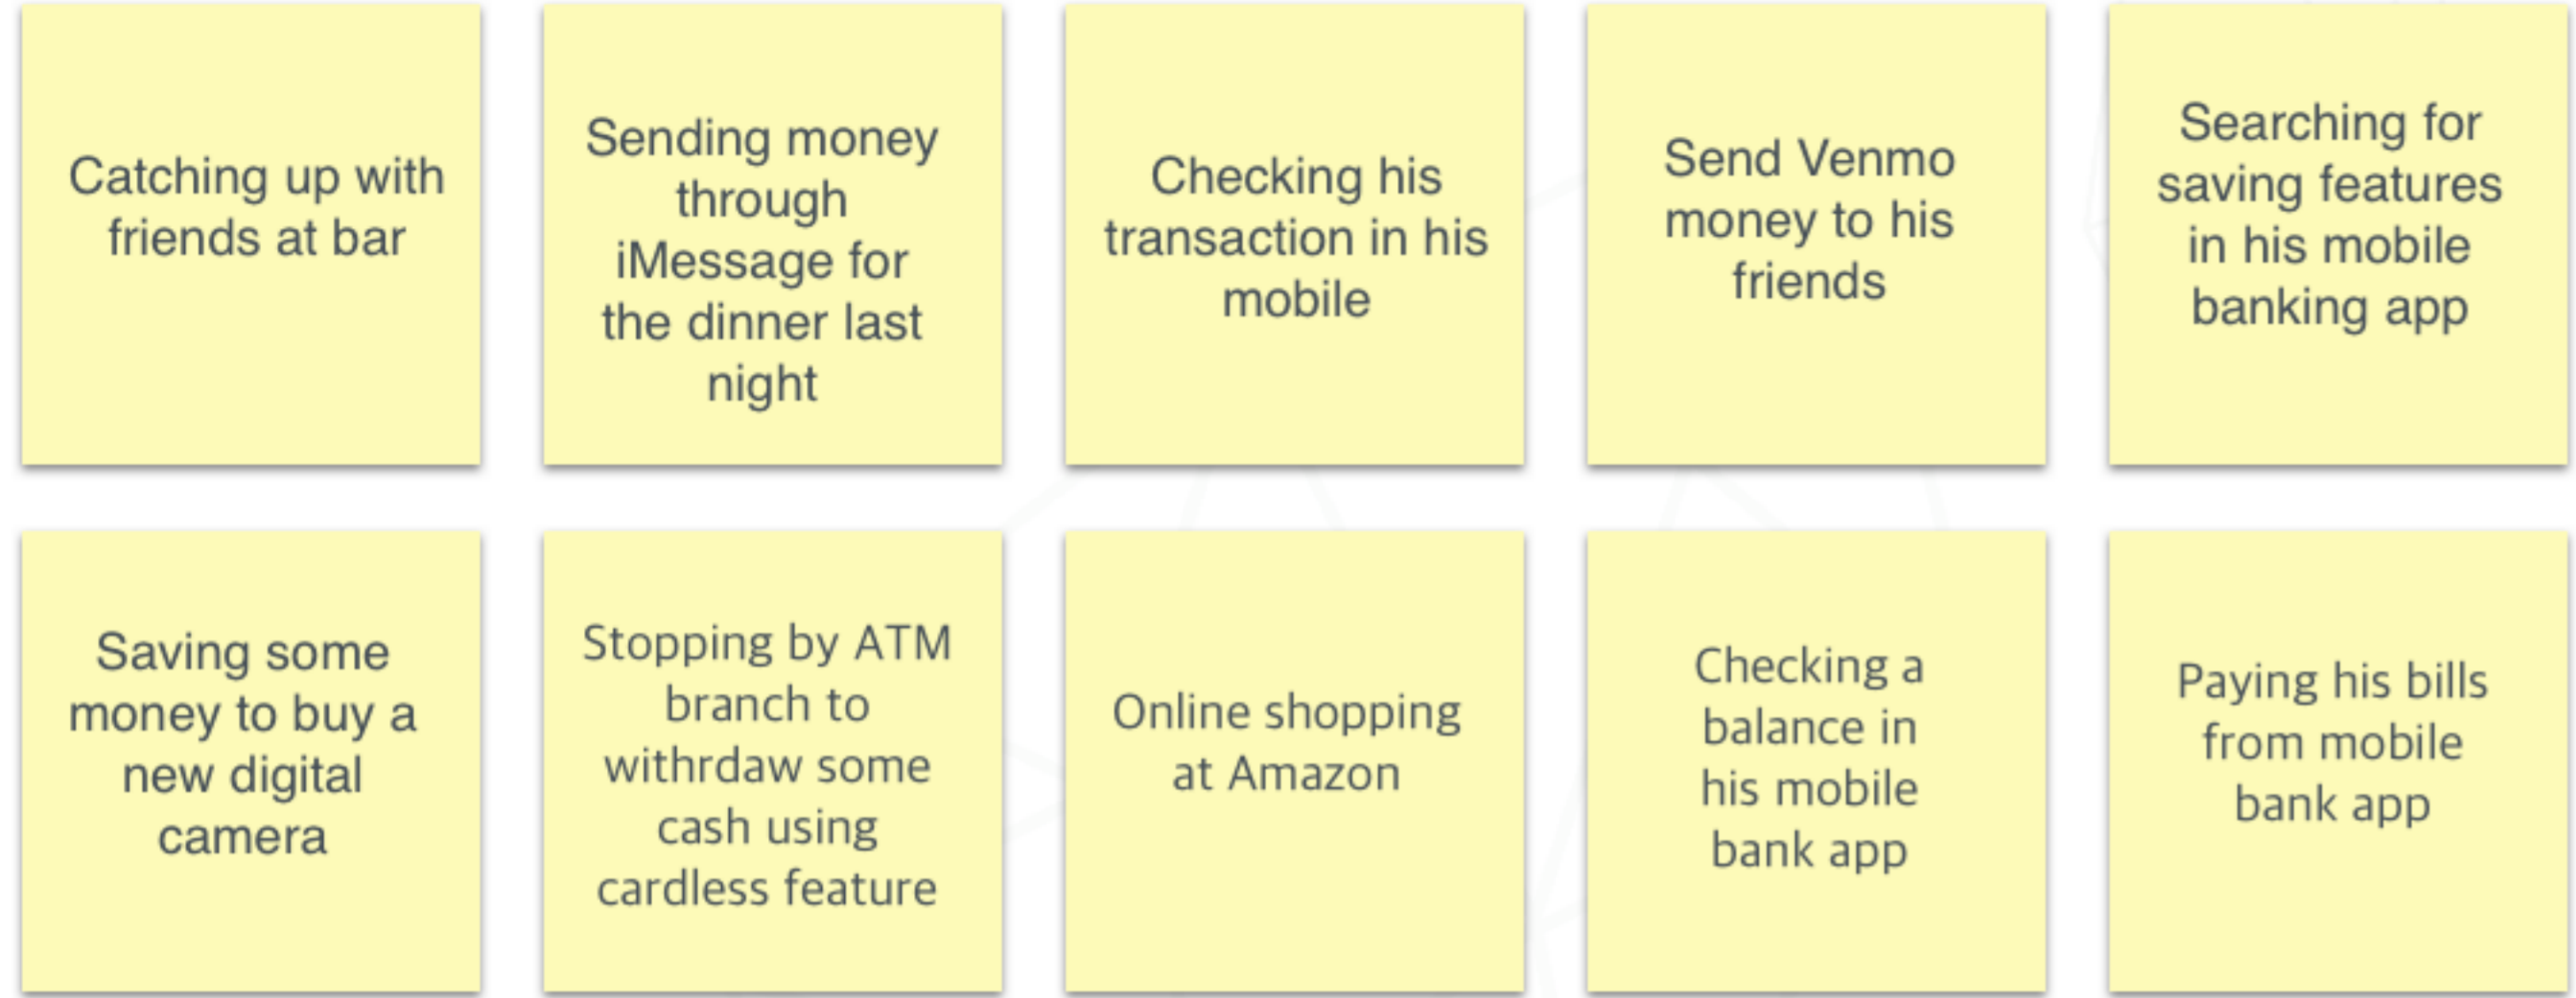 Catching up with
friends at bar
Sending money
through
iMessage for
the dinner last
night
Checking his
transaction in his
mobile
Send Venmo
money to his
friends
Searching for
saving features
in his mobile
banking app
Saving some
money to buy a
new digital
camera
Stopping by ATM
branch to
withrdaw some
cash using
cardless feature
Online shopping
at Amazon
Checking a
balance in
his mobile
bank app
Paying his bills
from mobile
bank app